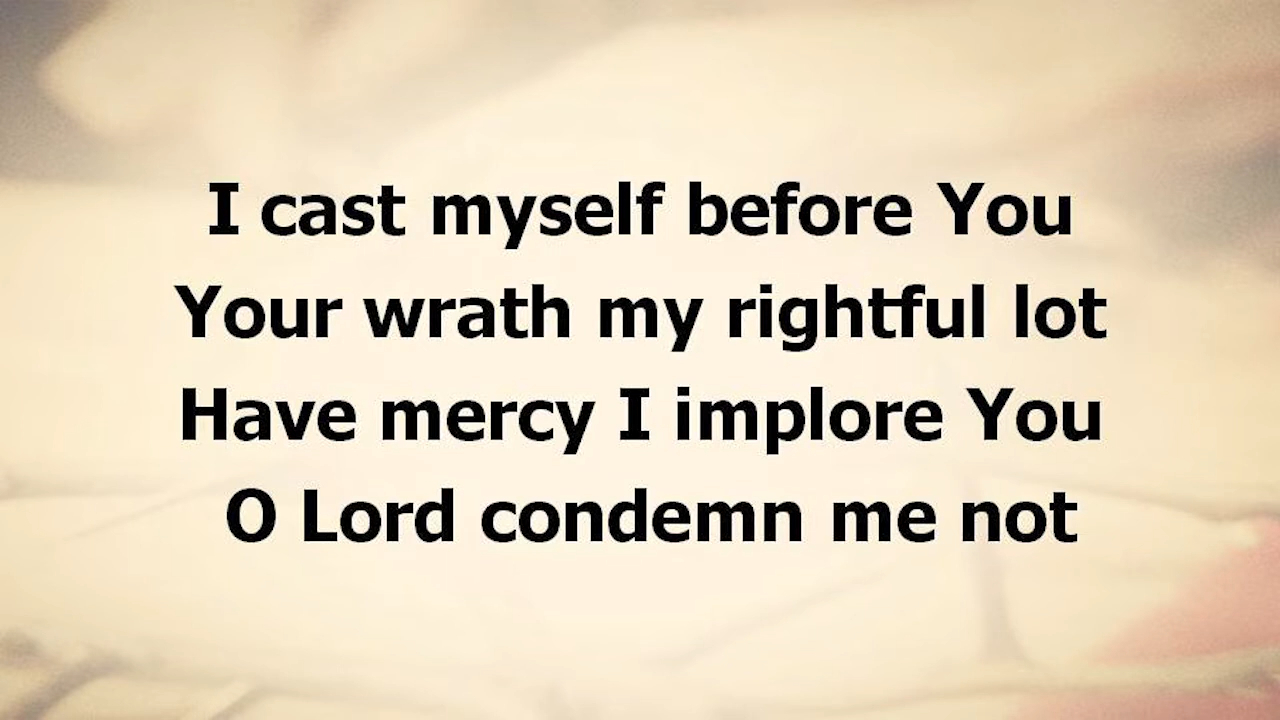 I cast myself before You
Your wrath my rightful lot
Have mercy I implore You
O Lord condemn me not